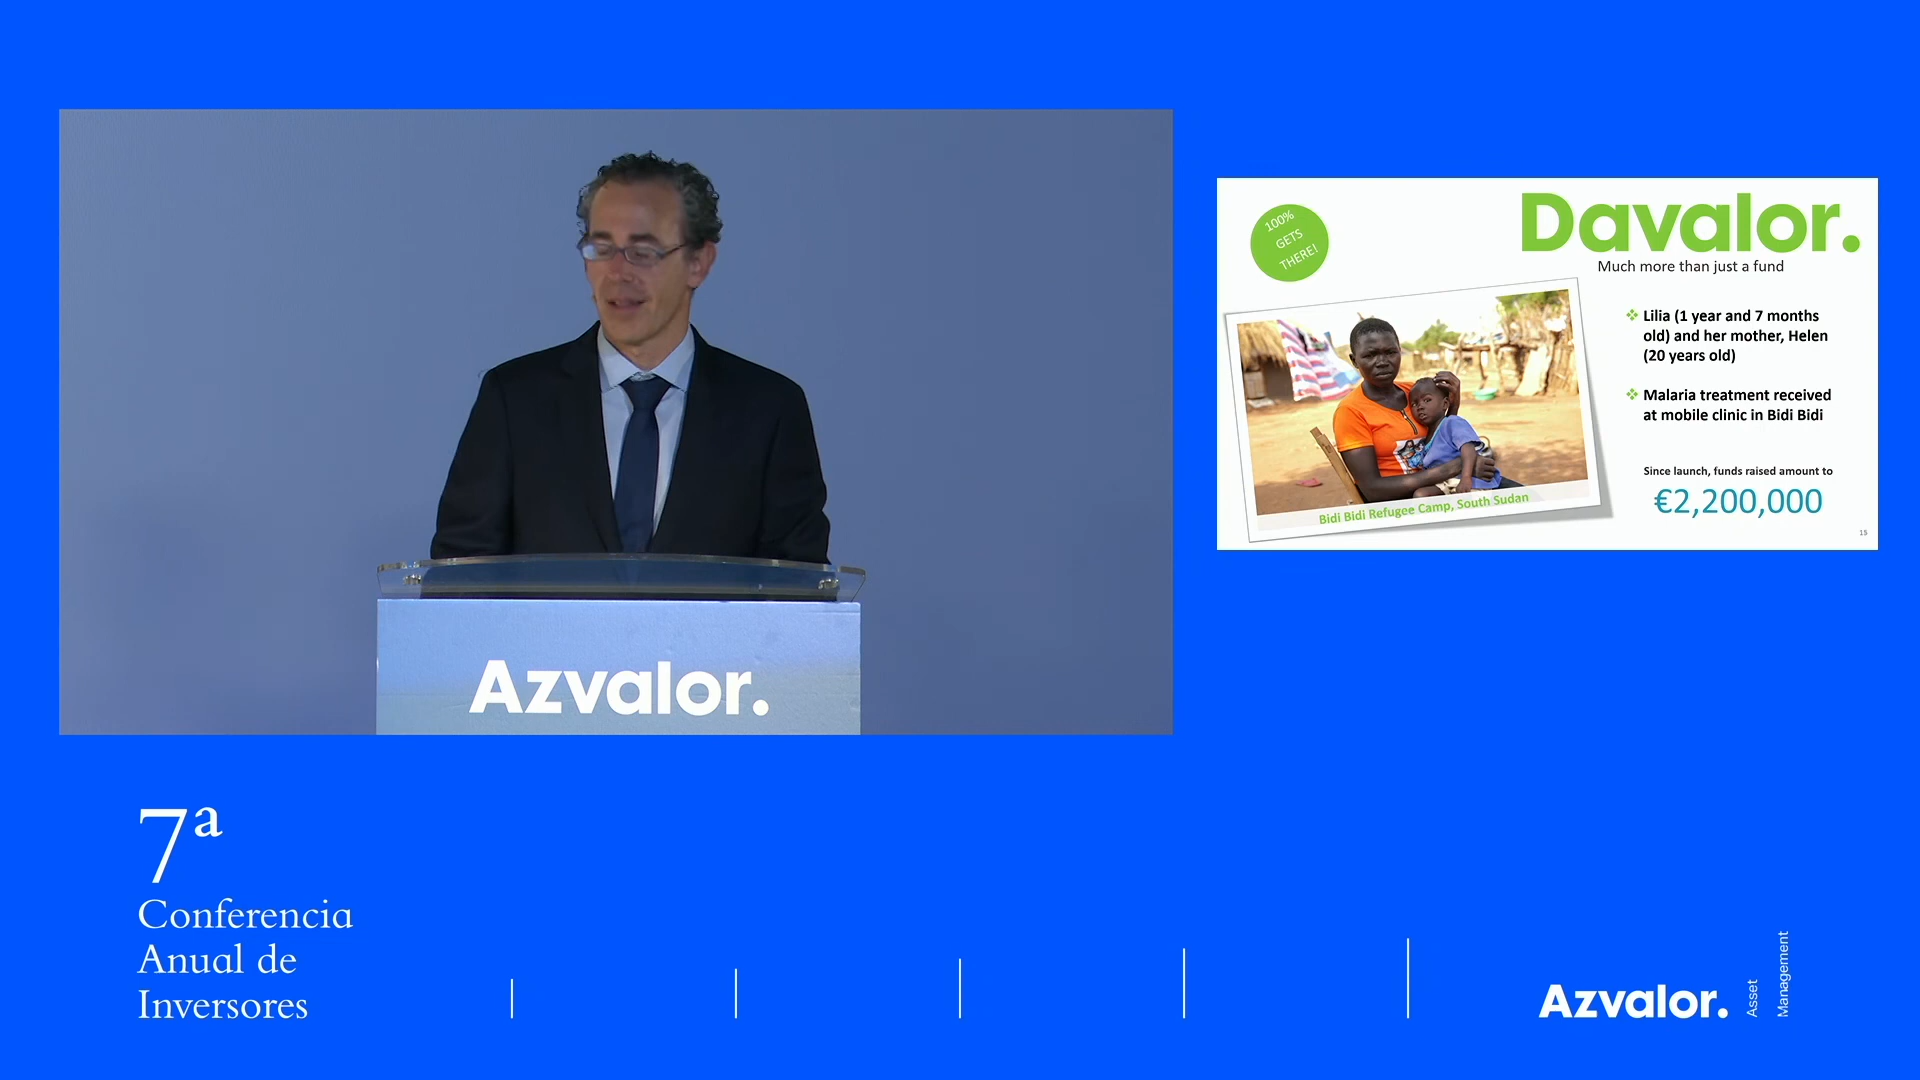 Azvalor.
100%
GETS
THERE!
Davalor.
Much more than just a fund
Bidi Bidi Refugee Camp, South Sudan
Lilia (1 year and 7 months
old) and her mother, Helen
(20 years old)
Malaria treatment received
at mobile clinic in Bidi Bidi
Since launch, funds raised amount to
€2,200,000
15
7ª
Conferencia
Anual de
Inversores
Azvalor.
Asset
Management